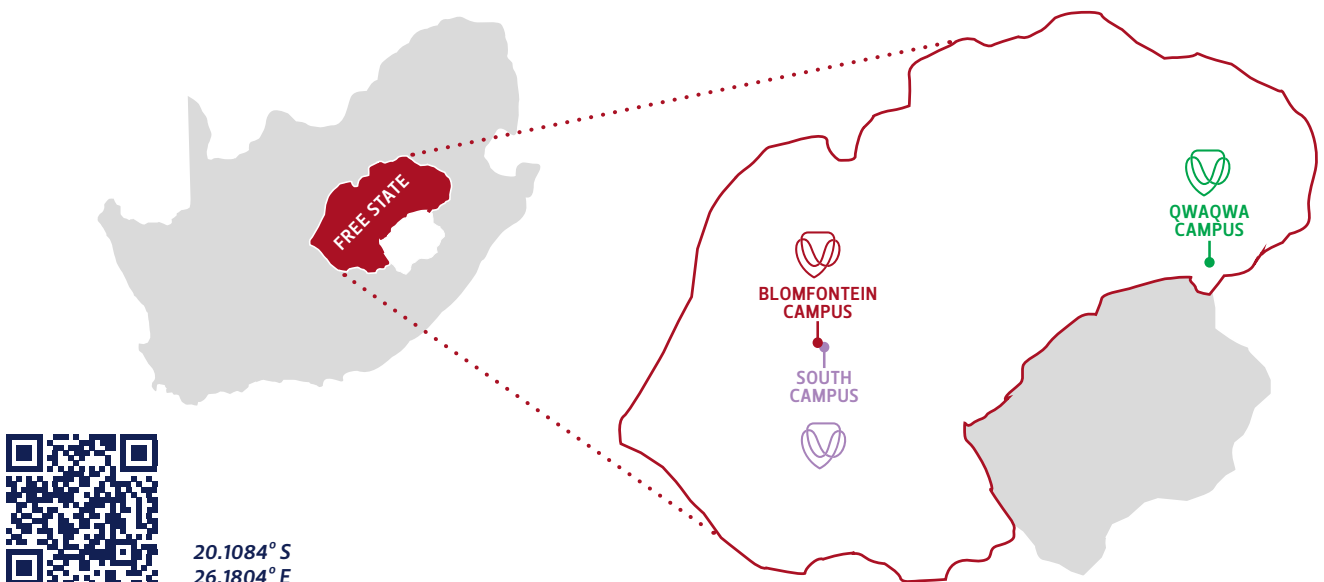 FREE STATE
QWAQWA
CAMPUS
BLOMFONTEIN
CAMPUS
SOUTH
CAMPUS
20.1084° S
26.1804° E